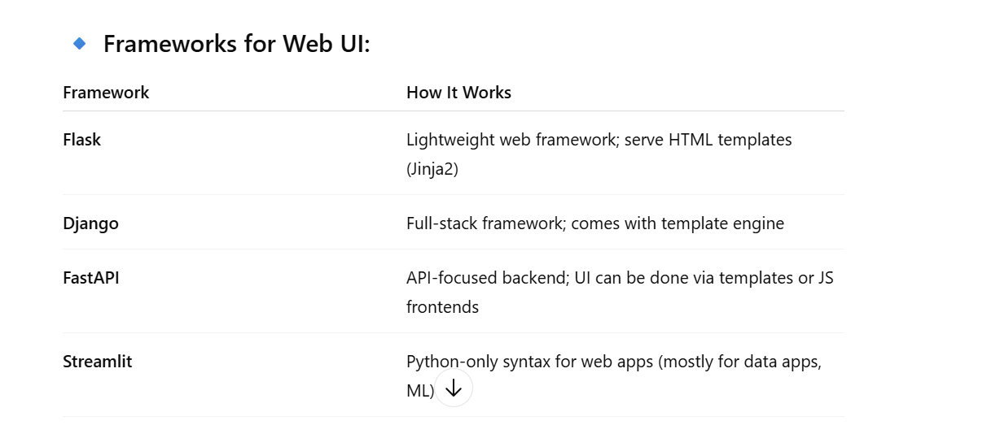 Frameworks for Web UI:
Framework How It Works
Flask Lightweight web framework; serve HTML templates
(Jinja2)
Django Full-stack framework; comes with template engine
FastAPI API-focused backend; UI can be done via templates or JS
frontends
Streamlit Python-only syntax for web apps (mostly for data apps,
ML)